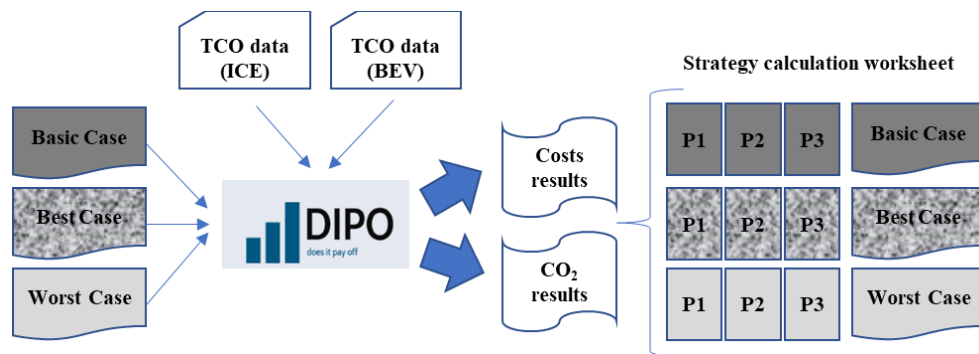 TCO data
(ICE)
TCO data
(BEV)
Strategy calculation worksheet
Basic Case
Best Case
Worst Case
DIPO
does it pay off
Costs
results
CO₂
results
P1 P2 P3 Basic Case
P1 P2 P3 Best Case
P1 P2 P3 Worst Case